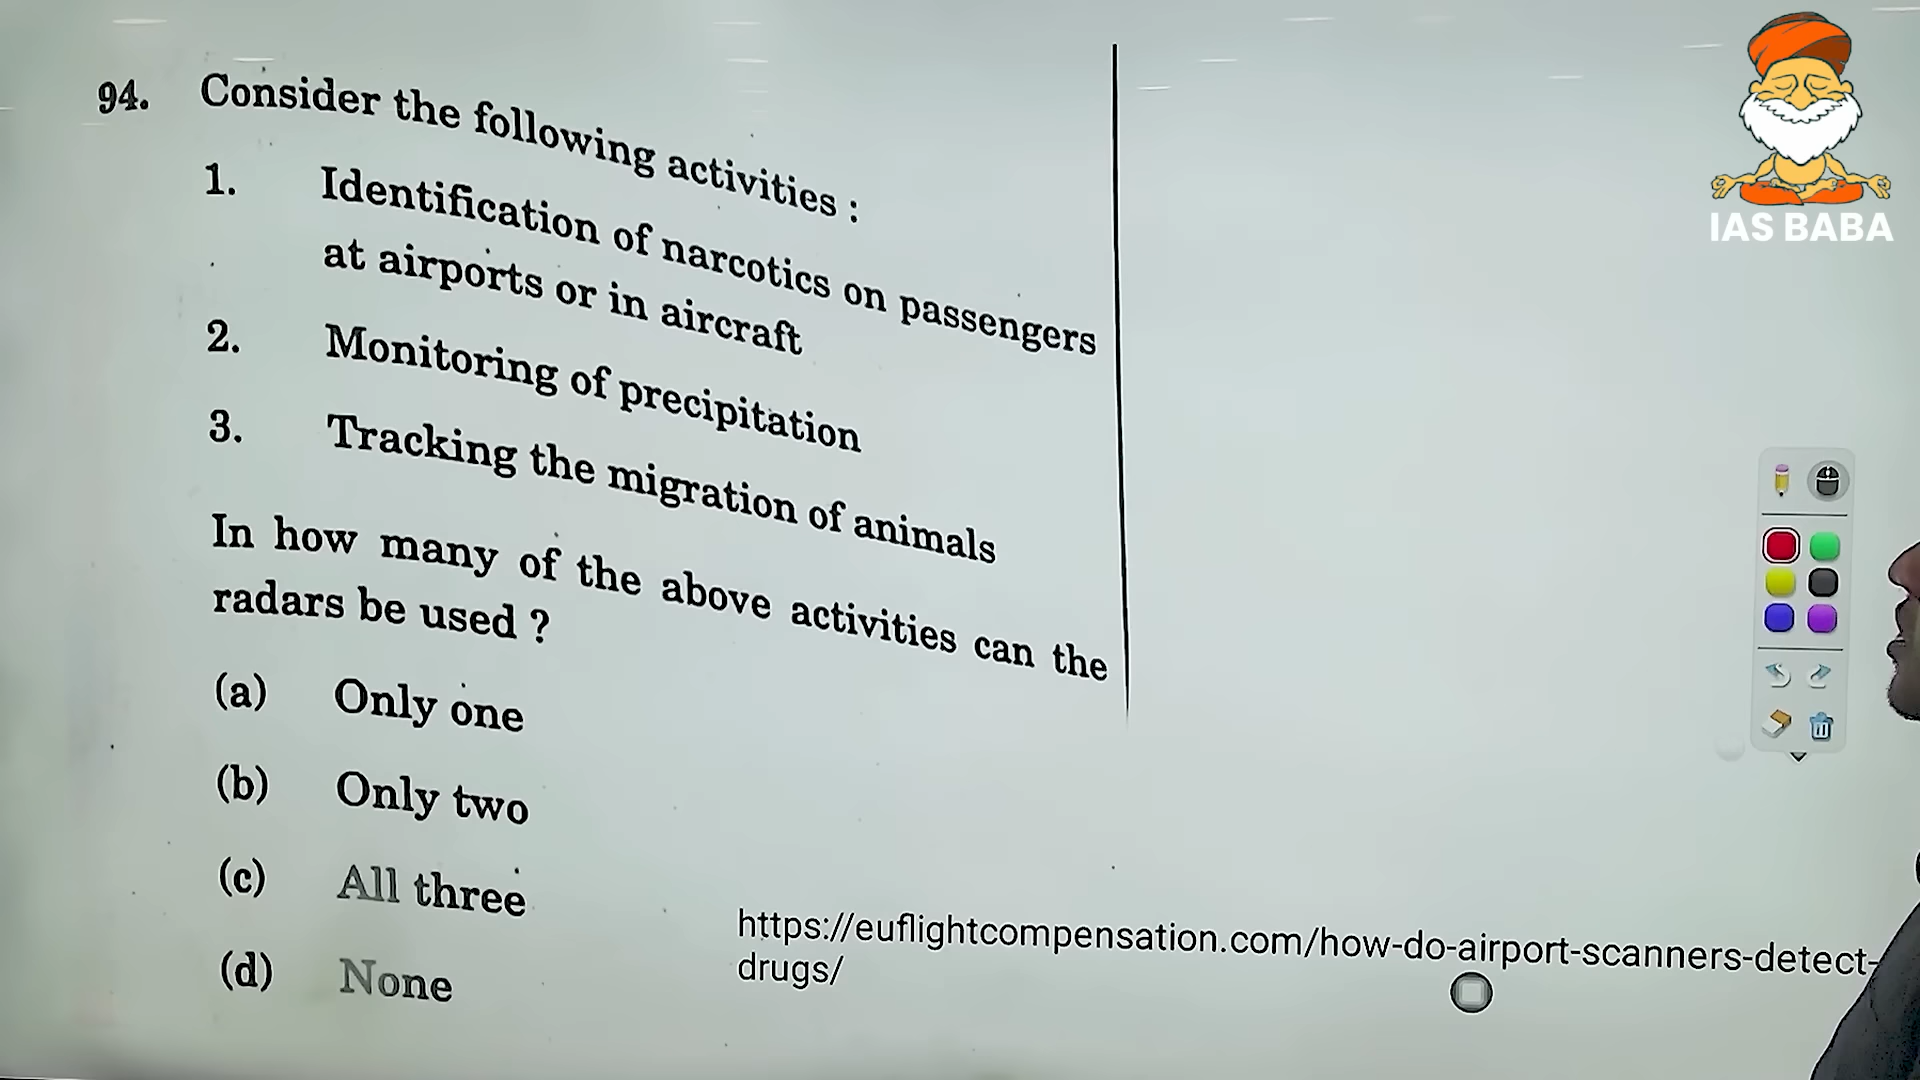 94. Consider the following activities :
1. Identification of narcotics on passengers
at airports or in aircraft
2. Monitoring of precipitation
3. Tracking the migration of animals
In how many of the above activities can the
radars be used ?
(a) Only one
(b) Only two
(c) All three
(d) None
https://euflightcompensation.com/how-do-airport-scanners-detect-
drugs/
IAS BABA